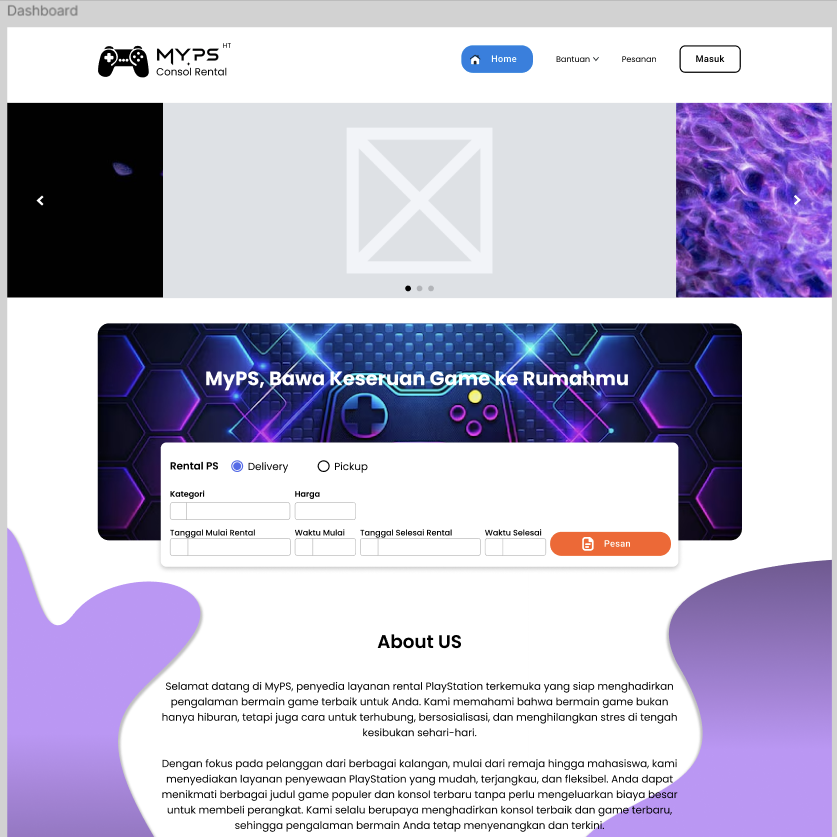 Dashboard
MY.PS HT
Consol Rental
Home
Bantuan
Pesanan
Masuk
MyPS, Bawa Keseruan Game ke Rumahmu
Rental PS
Delivery
Pickup
Kategori
Harga
Tanggal Mulai Rental
Waktu Mulai
Tanggal Selesai Rental
Waktu Selesai
Pesan
About US
Selamat datang di MyPS, penyedia layanan rental PlayStation terkemuka yang siap menghadirkan
pengalaman bermain game terbaik untuk Anda. Kami memahami bahwa bermain game bukan
hanya hiburan, tetapi juga cara untuk terhubung, bersosialisasi, dan menghilangkan stres di tengah
kesibukan sehari-hari.
Dengan fokus pada pelanggan dari berbagai kalangan, mulai dari remaja hingga mahasiswa, kami
menyediakan layanan penyewaan PlayStation yang mudah, terjangkau, dan fleksibel. Anda dapat
menikmati berbagai judul game populer dan konsol terbaru tanpa perlu mengeluarkan biaya besar
untuk membeli perangkat. Kami selalu berupaya menghadirkan konsol terbaik dan game terbaru,
sehingga pengalaman bermain Anda tetap menyenangkan dan terkini.